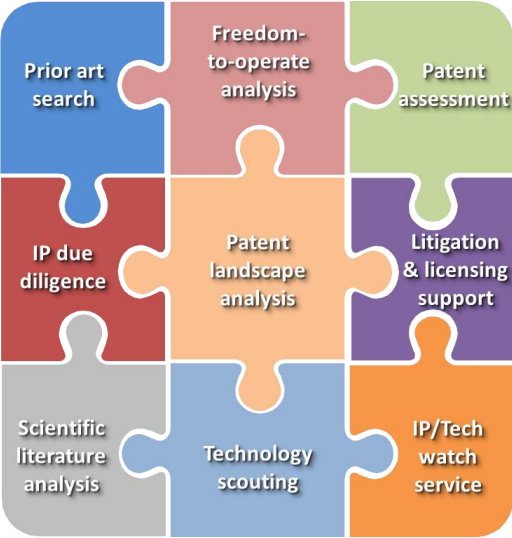 Prior art
search
Freedom-
to-operate
analysis
Patent
assessment
IP due
diligence
Patent
landscape
analysis
Litigation
& licensing
support
Scientific
literature
analysis
Technology
scouting
IP/Tech
watch
service